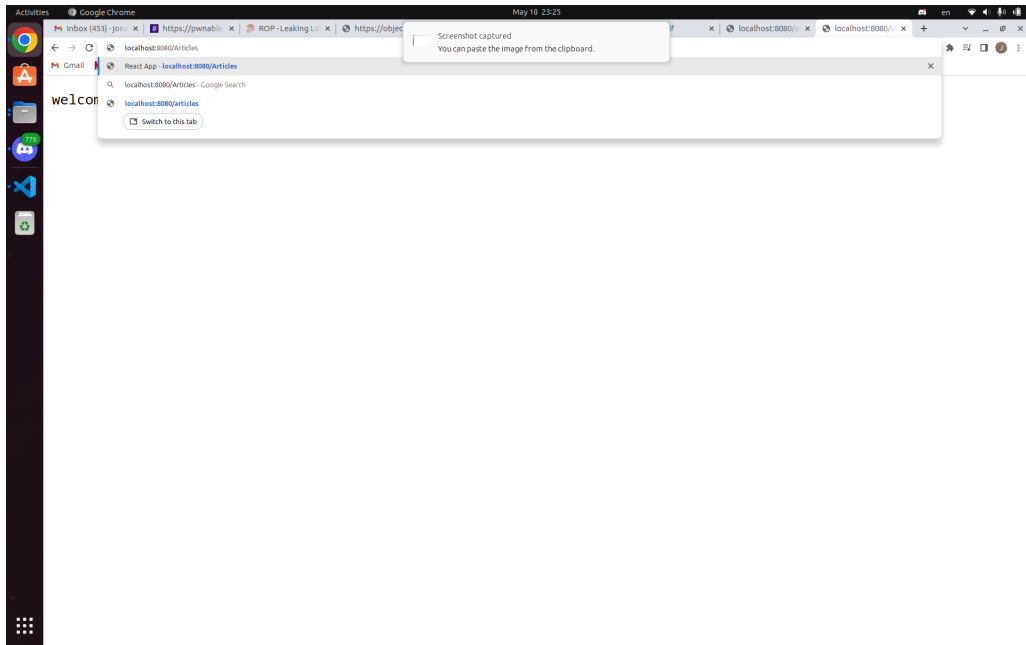 Activities Google Chrome May 18 23:25 en
M Inbox (453) - jon https://pwnable ROP - Leaking LI https://objec f localhost:8080/ localhost:8080/
Screenshot captured
You can paste the image from the clipboard.
localhost:8080/Articles
Gmail React App - localhost:8080/Articles
localhost:8080/Articles - Google Search
welcom localhost:8080/articles
Switch to this tab
776